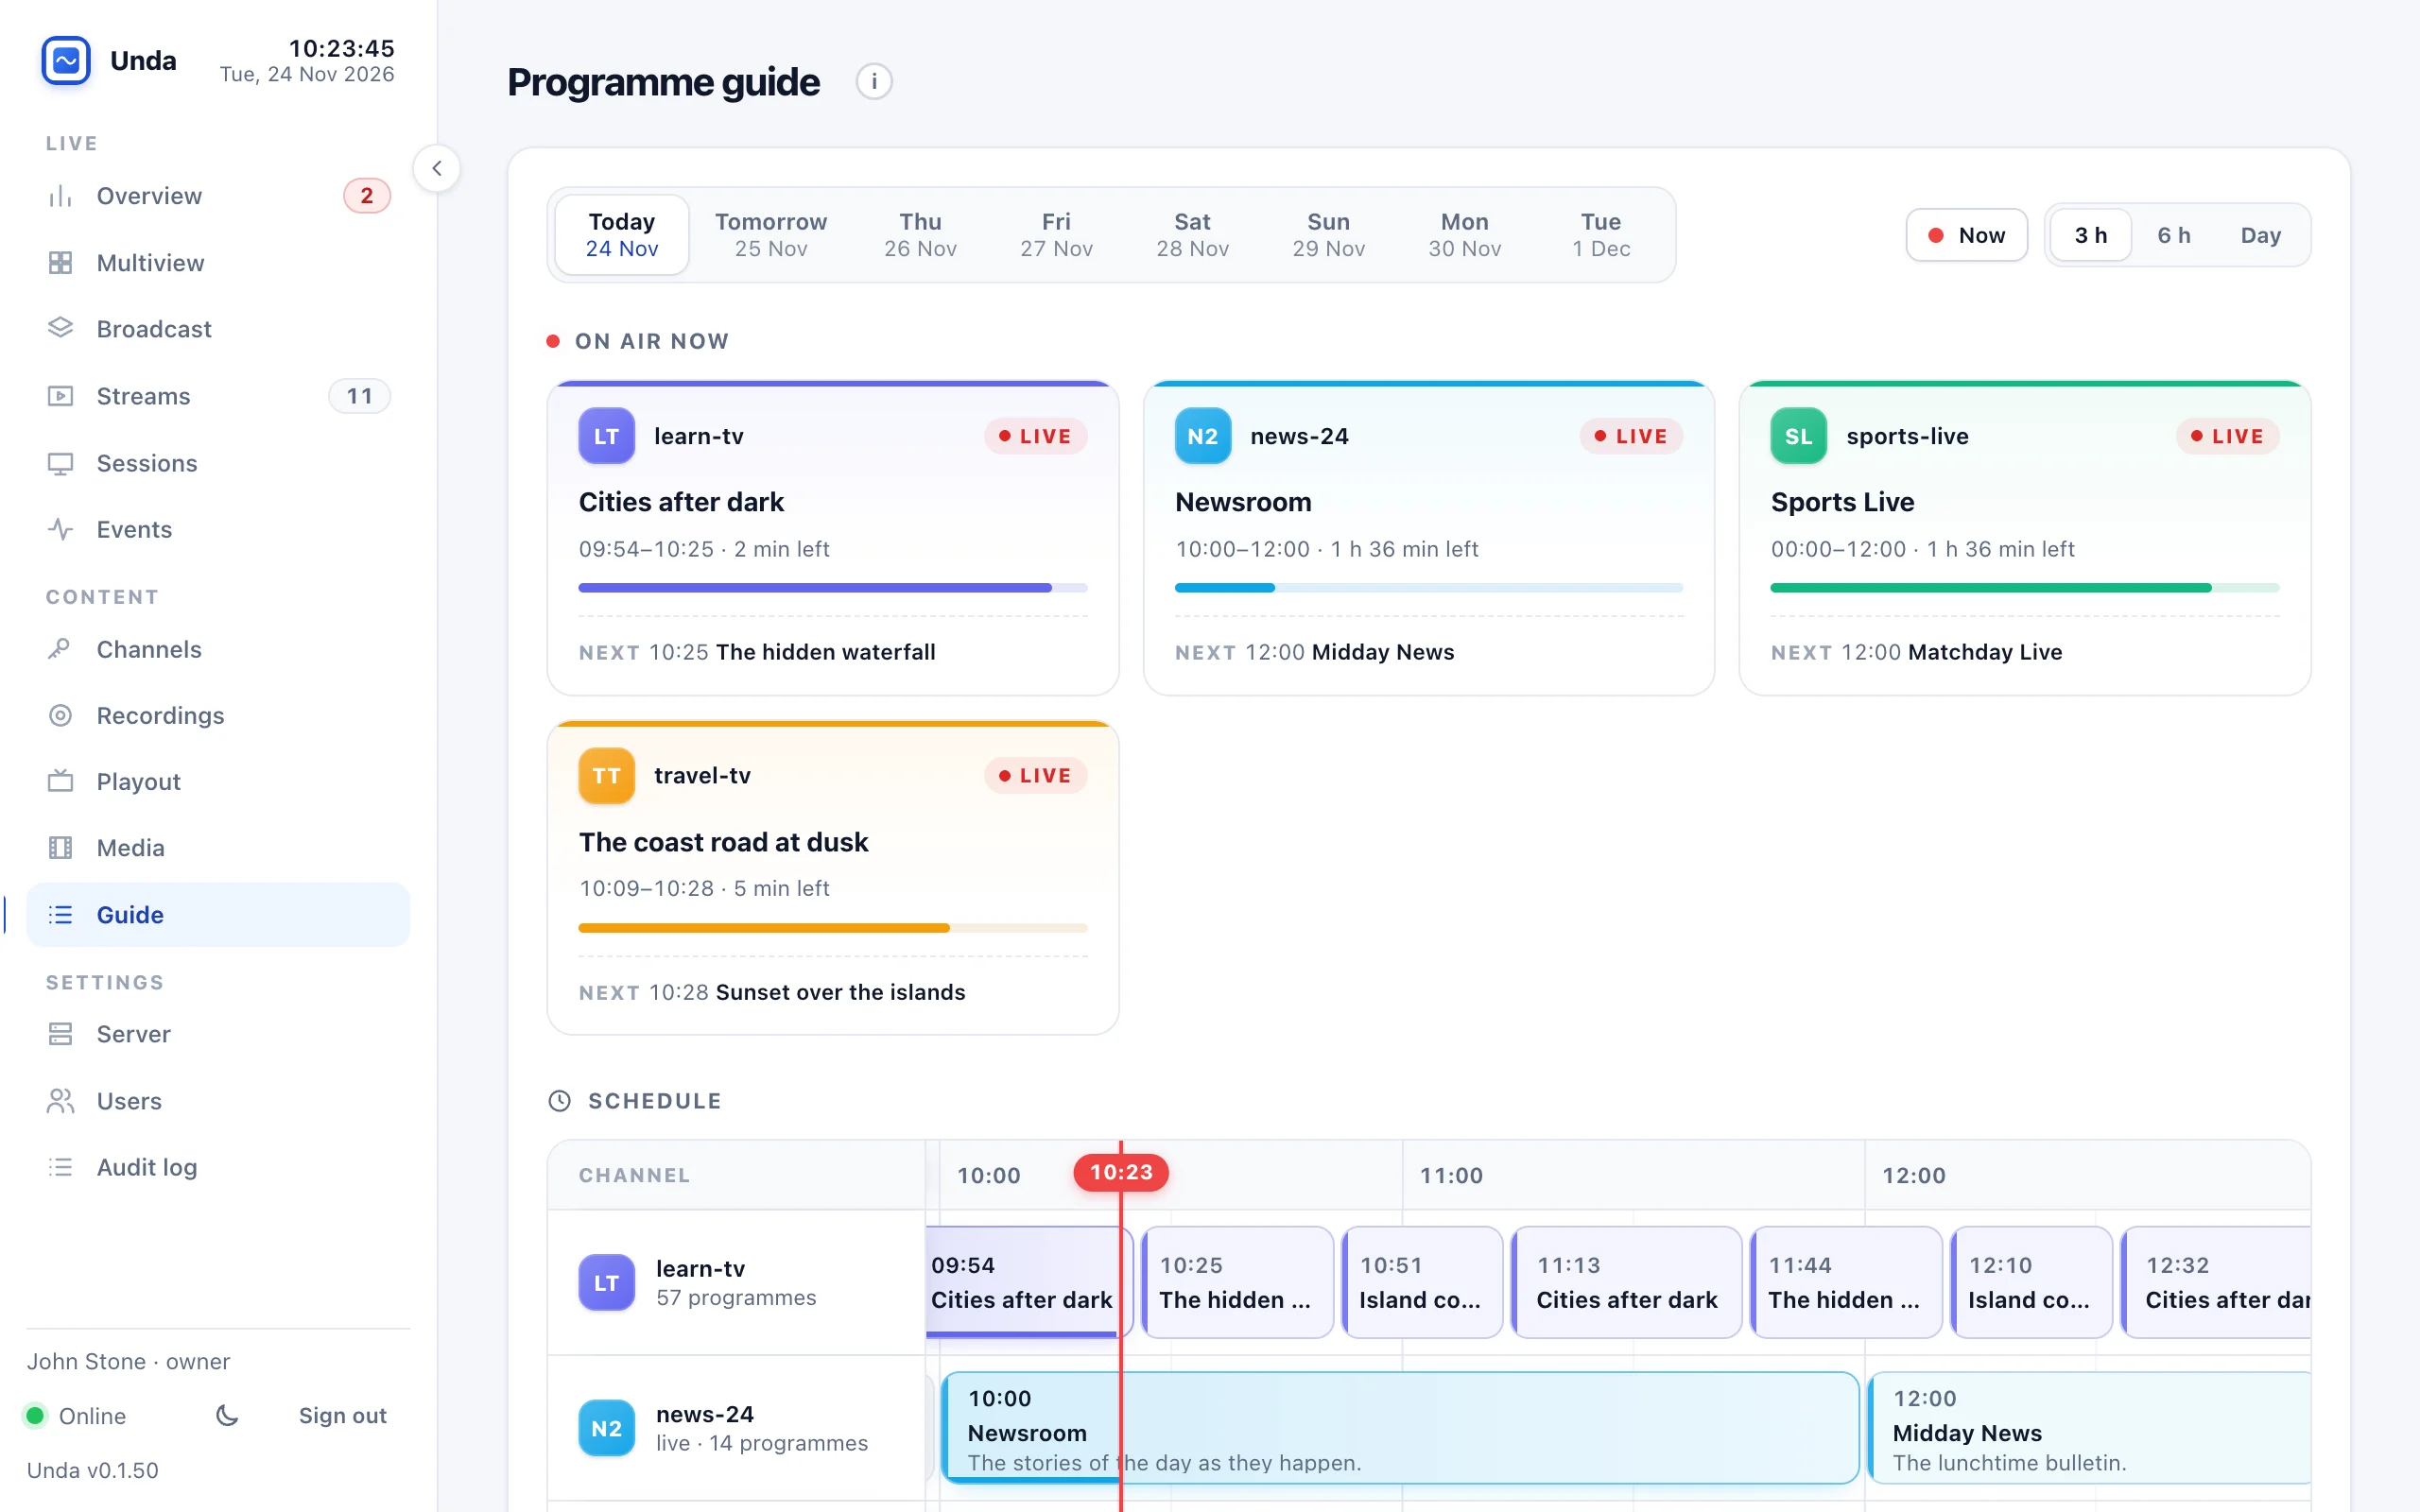 Unda
10:23:45
Tue, 24 Nov 2026
LIVE
Overview 2
Multiview
Broadcast
Streams 11
Sessions
Events
CONTENT
Channels
Recordings
Playout
Media
Guide
SETTINGS
Server
Users
Audit log
John Stone · owner
Online Sign out
Unda v0.1.50
Programme guide i
Today Tomorrow Thu Fri Sat Sun Mon Tue
24 Nov 25 Nov 26 Nov 27 Nov 28 Nov 29 Nov 30 Nov 1 Dec
Now 3 h 6 h Day
ON AIR NOW
LT learn-tv LIVE
Cities after dark
09:54–10:25 · 2 min left
NEXT 10:25 The hidden waterfall
N2 news-24 LIVE
Newsroom
10:00–12:00 · 1 h 36 min left
NEXT 12:00 Midday News
SL sports-live LIVE
Sports Live
00:00–12:00 · 1 h 36 min left
NEXT 12:00 Matchday Live
TT travel-tv LIVE
The coast road at dusk
10:09–10:28 · 5 min left
NEXT 10:28 Sunset over the islands
SCHEDULE
CHANNEL 10:00 10:23 11:00 12:00
LT learn-tv
57 programmes
09:54
Cities after dark
10:25
The hidden ...
10:51
Island co...
11:13
Cities after dark
11:44
The hidden ...
12:10
Island co...
12:32
Cities after dar
N2 news-24
live · 14 programmes
10:00
Newsroom
The stories of the day as they happen.
12:00
Midday News
The lunchtime bulletin.